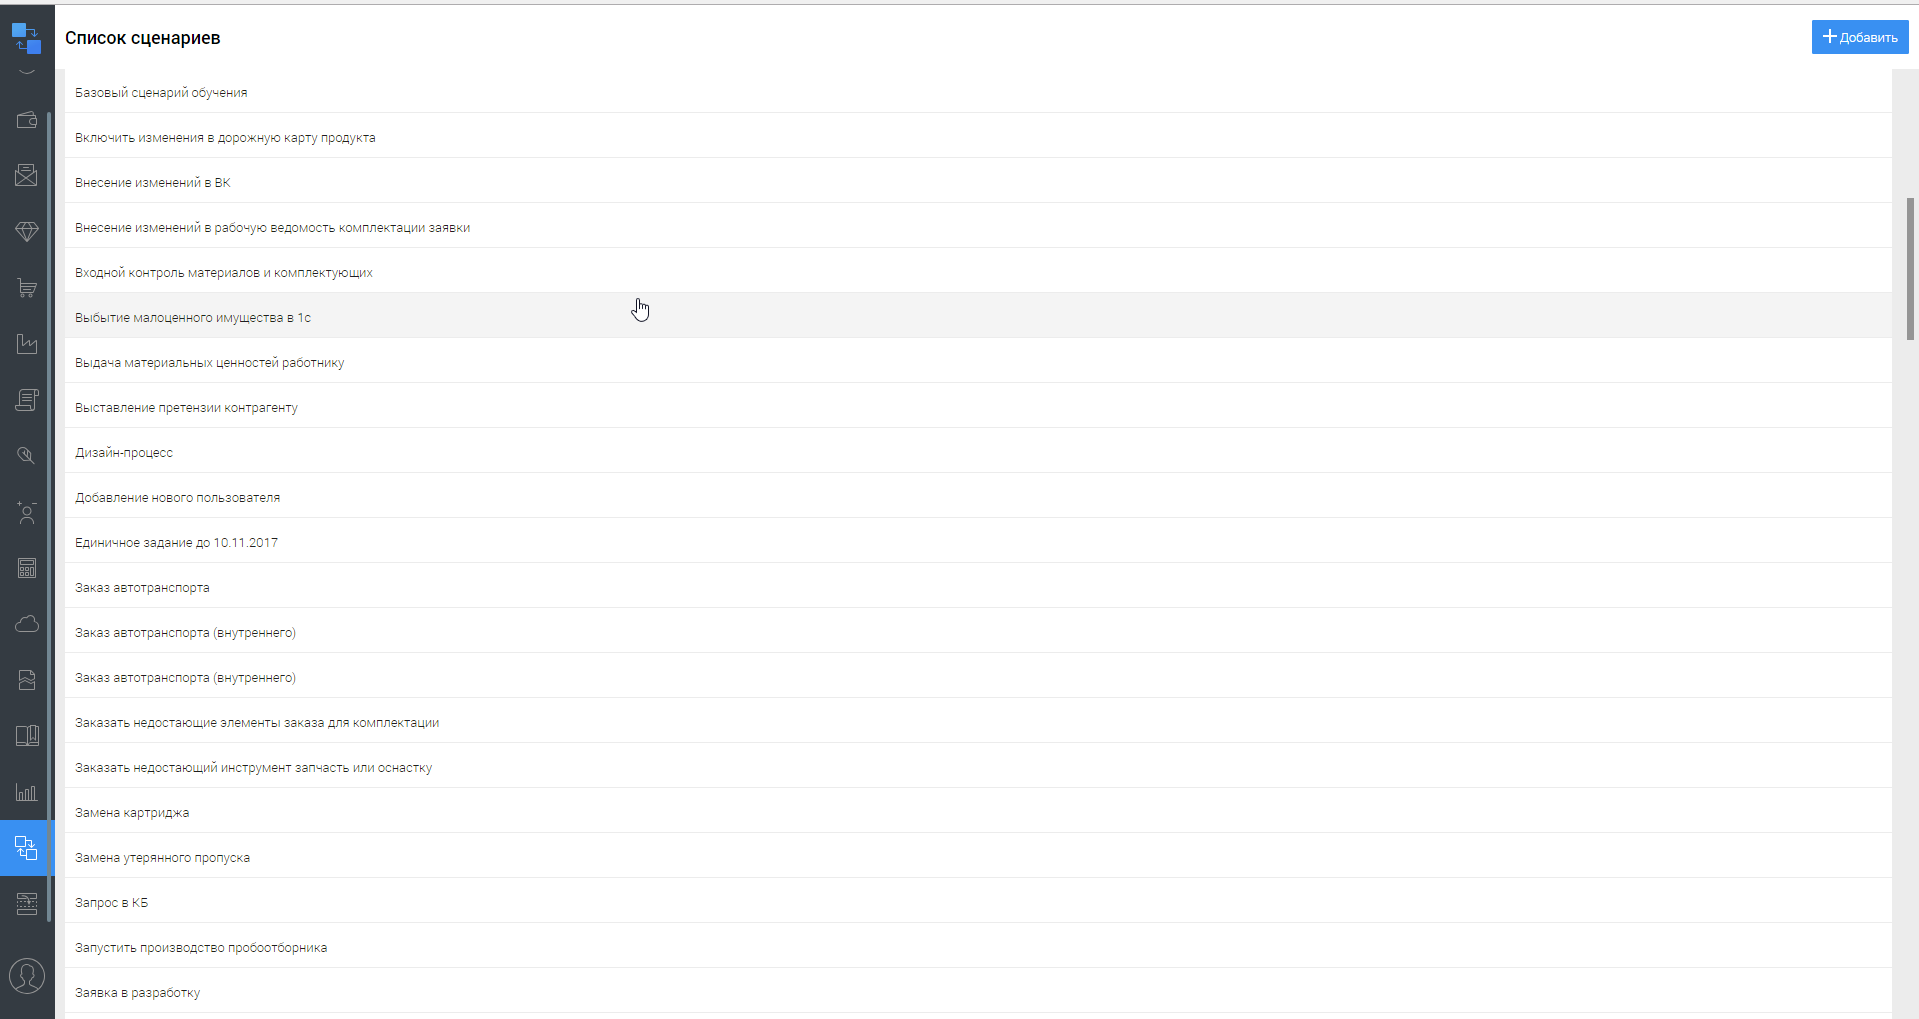 Список сценариев
Добавить
Базовый сценарий обучения
Включить изменения в дорожную карту продукта
Внесение изменений в ВК
Внесение изменений в рабочую ведомость комплектации заявки
Входной контроль материалов и комплектующих
Выбытие малоценного имущества в 1с
Выдача материальных ценностей работнику
Выставление претензии контрагенту
Дизайн-процесс
Добавление нового пользователя
Единичное задание до 10.11.2017
Заказ автотранспорта
Заказ автотранспорта (внутреннего)
Заказ автотранспорта (внутреннего)
Заказать недостающие элементы заказа для комплектации
Заказать недостающий инструмент запчасть или оснастку
Замена картриджа
Замена утерянного пропуска
Запрос в КБ
Запустить производство пробоотборника
Заявка в разработку